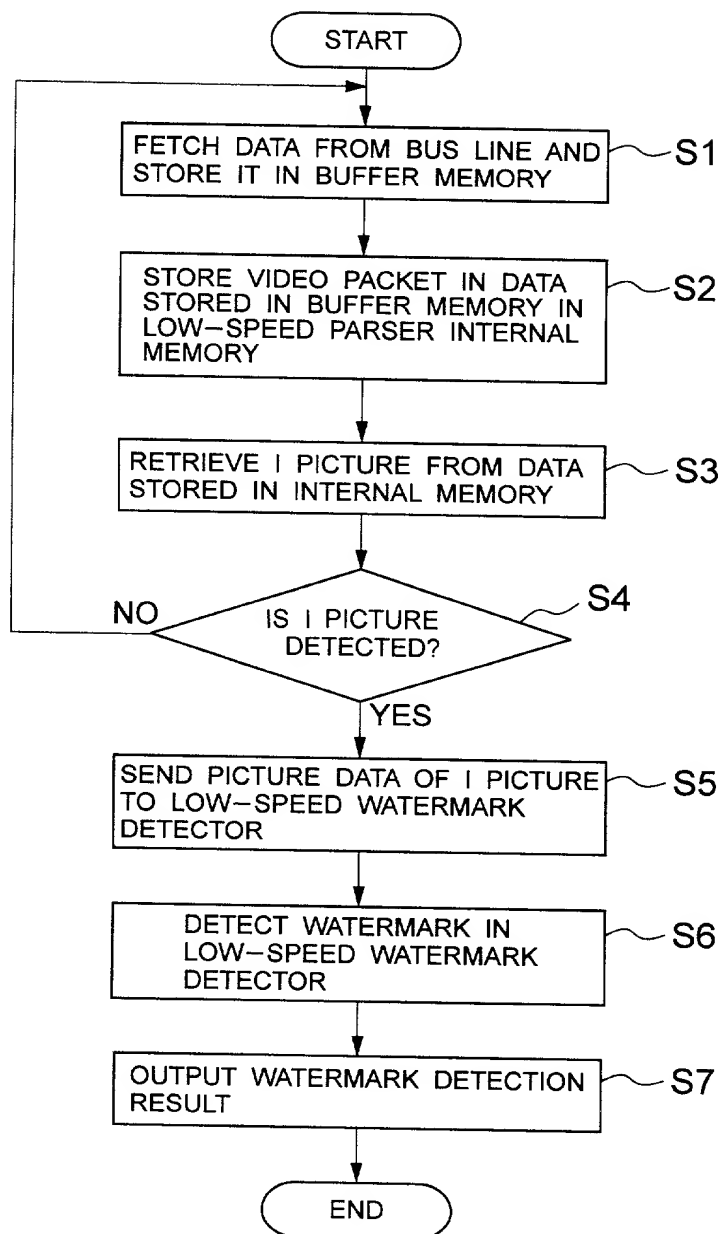 START
FETCH DATA FROM BUS LINE AND
STORE IT IN BUFFER MEMORY
S1
STORE VIDEO PACKET IN DATA
STORED IN BUFFER MEMORY IN
LOW-SPEED PARSER INTERNAL
MEMORY
S2
RETRIEVE I PICTURE FROM DATA
STORED IN INTERNAL MEMORY
S3
IS I PICTURE
DETECTED?
S4
NO
YES
SEND PICTURE DATA OF I PICTURE
TO LOW-SPEED WATERMARK
DETECTOR
S5
DETECT WATERMARK IN
LOW-SPEED WATERMARK
DETECTOR
S6
OUTPUT WATERMARK DETECTION
RESULT
S7
END